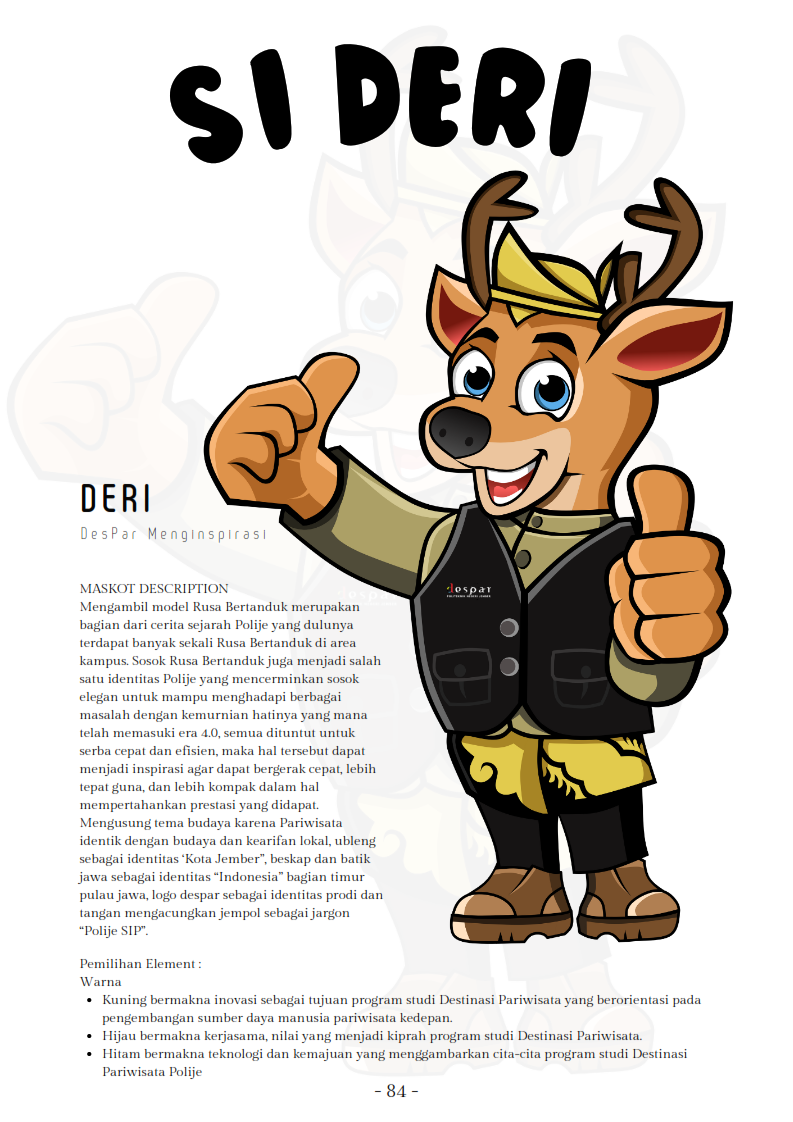 SI DERI
DERI
DesPar Menginspirasi
despar
MASKOT DESCRIPTION
Mengambil model Rusa Bertanduk merupakan
bagian dari cerita sejarah Polije yang dulunya
terdapat banyak sekali Rusa Bertanduk di area
kampus. Sosok Rusa Bertanduk juga menjadi salah
satu identitas Polije yang mencerminkan sosok
elegan untuk mampu menghadapi berbagai
masalah dengan kemurnian hatinya yang mana
telah memasuki era 4.0, semua dituntut untuk
serba cepat dan efisien, maka hal tersebut dapat
menjadi inspirasi agar dapat bergerak cepat, lebih
tepat guna, dan lebih kompak dalam hal
mempertahankan prestasi yang didapat.
Mengusung tema budaya karena Pariwisata
identik dengan budaya dan kearifan lokal, ubleng
sebagai identitas ‘Kota Jember”, beskap dan batik
jawa sebagai identitas “Indonesia” bagian timur
pulau jawa, logo despar sebagai identitas prodi dan
tangan mengacungkan jempol sebagai jargon
“Polije SIP”.
Pemilihan Element :
Warna
• Kuning bermakna inovasi sebagai tujuan program studi Destinasi Pariwisata yang berorientasi pada
pengembangan sumber daya manusia pariwisata kedepan.
• Hijau bermakna kerjasama, nilai yang menjadi kiprah program studi Destinasi Pariwisata.
• Hitam bermakna teknologi dan kemajuan yang menggambarkan cita-cita program studi Destinasi
Pariwisata Polije
- 84 -